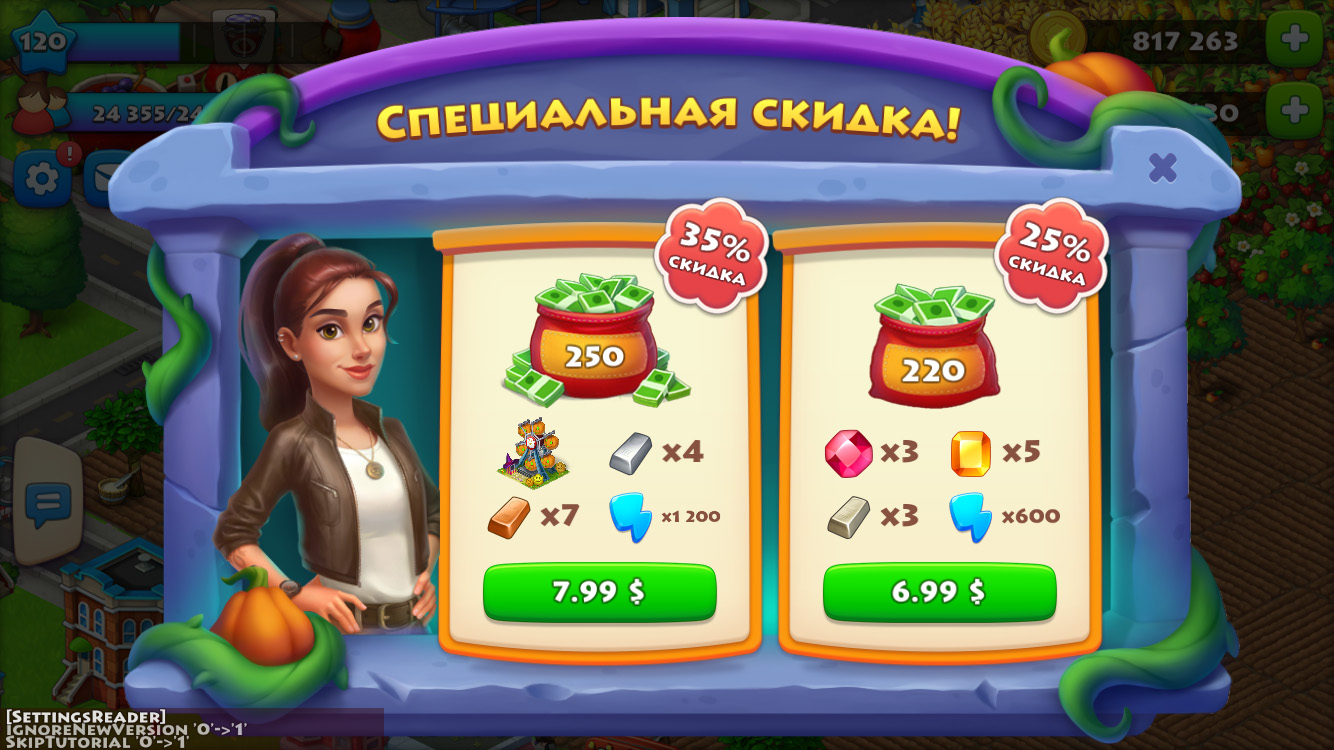 120
817 263
24 355/24
30
СПЕЦИАЛЬНАЯ СКИДКА!
35%
СКИДКА
25%
СКИДКА
250
220
x4
x7
x1 200
x3
x5
x3
x600
7.99 $
6.99 $
[SettingsReader]
IgnoreNewVersion '0'->'1'
SkipTutorial '0'->'1'